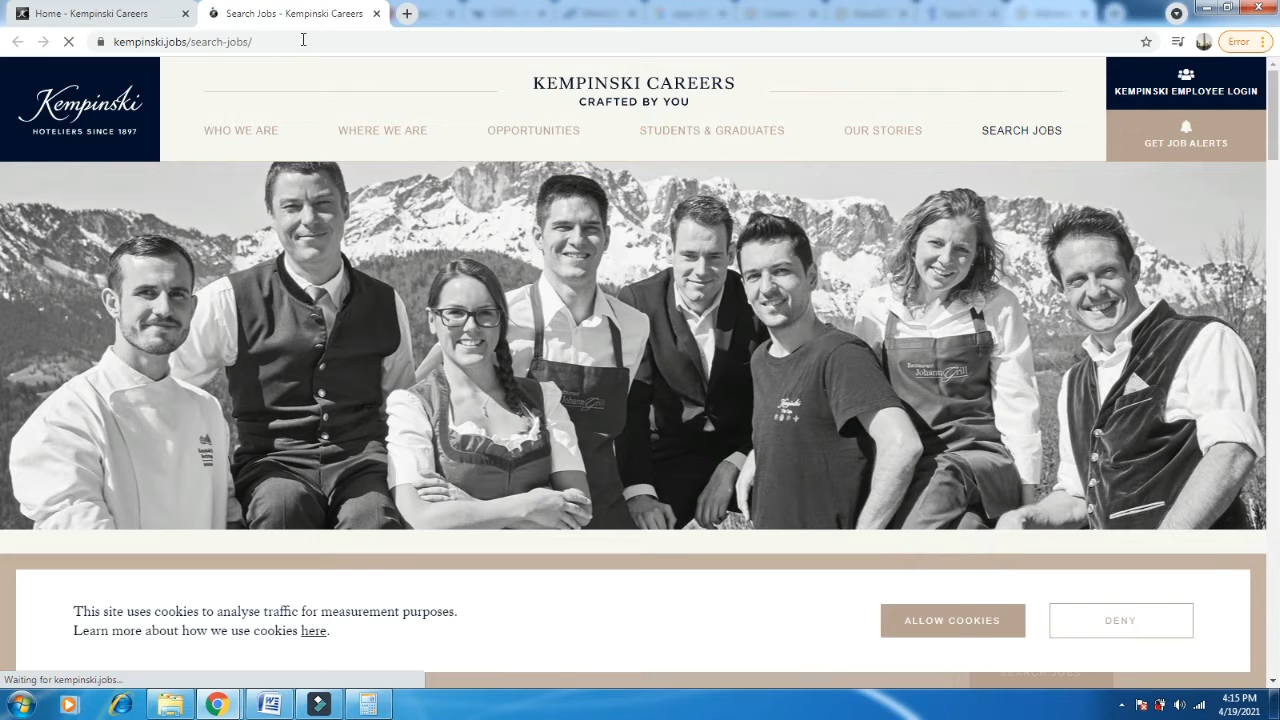 Home - Kempinski Careers
Search Jobs - Kempinski Careers
kempinski.jobs/search-jobs/
Error
Kempinski
HOTELIERS SINCE 1897
KEMPINSKI CAREERS
CRAFTED BY YOU
WHO WE ARE
WHERE WE ARE
OPPORTUNITIES
STUDENTS & GRADUATES
OUR STORIES
SEARCH JOBS
KEMPINSKI EMPLOYEE LOGIN
GET JOB ALERTS
This site uses cookies to analyse traffic for measurement purposes.
Learn more about how we use cookies here.
ALLOW COOKIES
DENY
SEARCH JOBS
Waiting for kempinski.jobs...
4:15 PM
4/19/2021